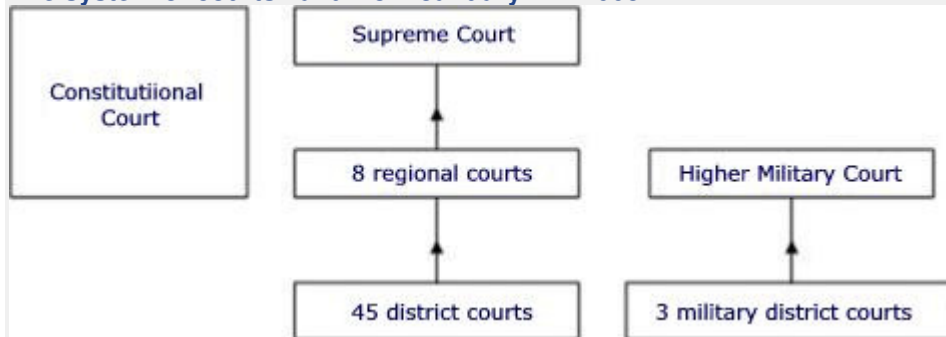 Supreme Court
Constitutiional
Court
8 regional courts
Higher Military Court
45 district courts
3 military district courts